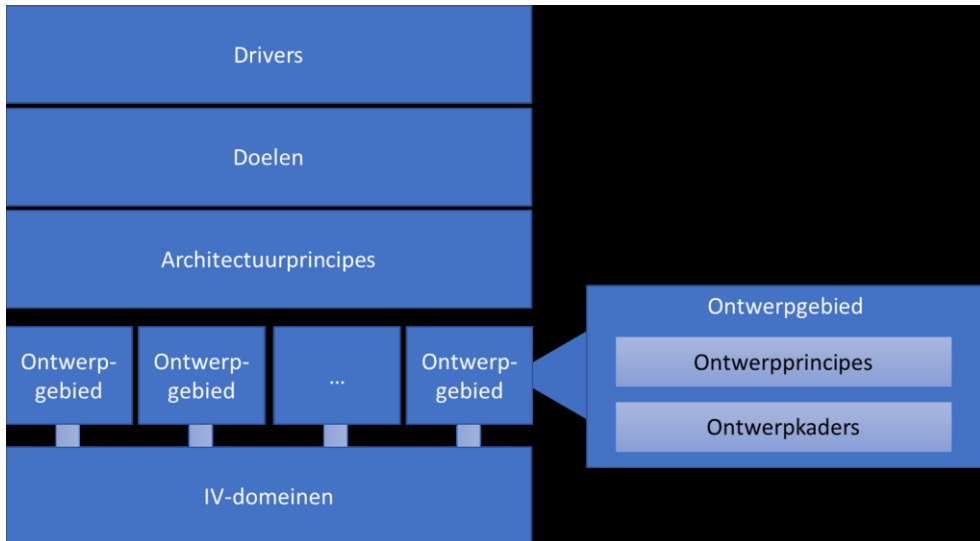 Drivers
Doelen
Architectuurprincipes
Ontwerp-
gebied
Ontwerp-
gebied
...
Ontwerp-
gebied
Ontwerpgebied
Ontwerpprincipes
Ontwerpkaders
IV-domeinen